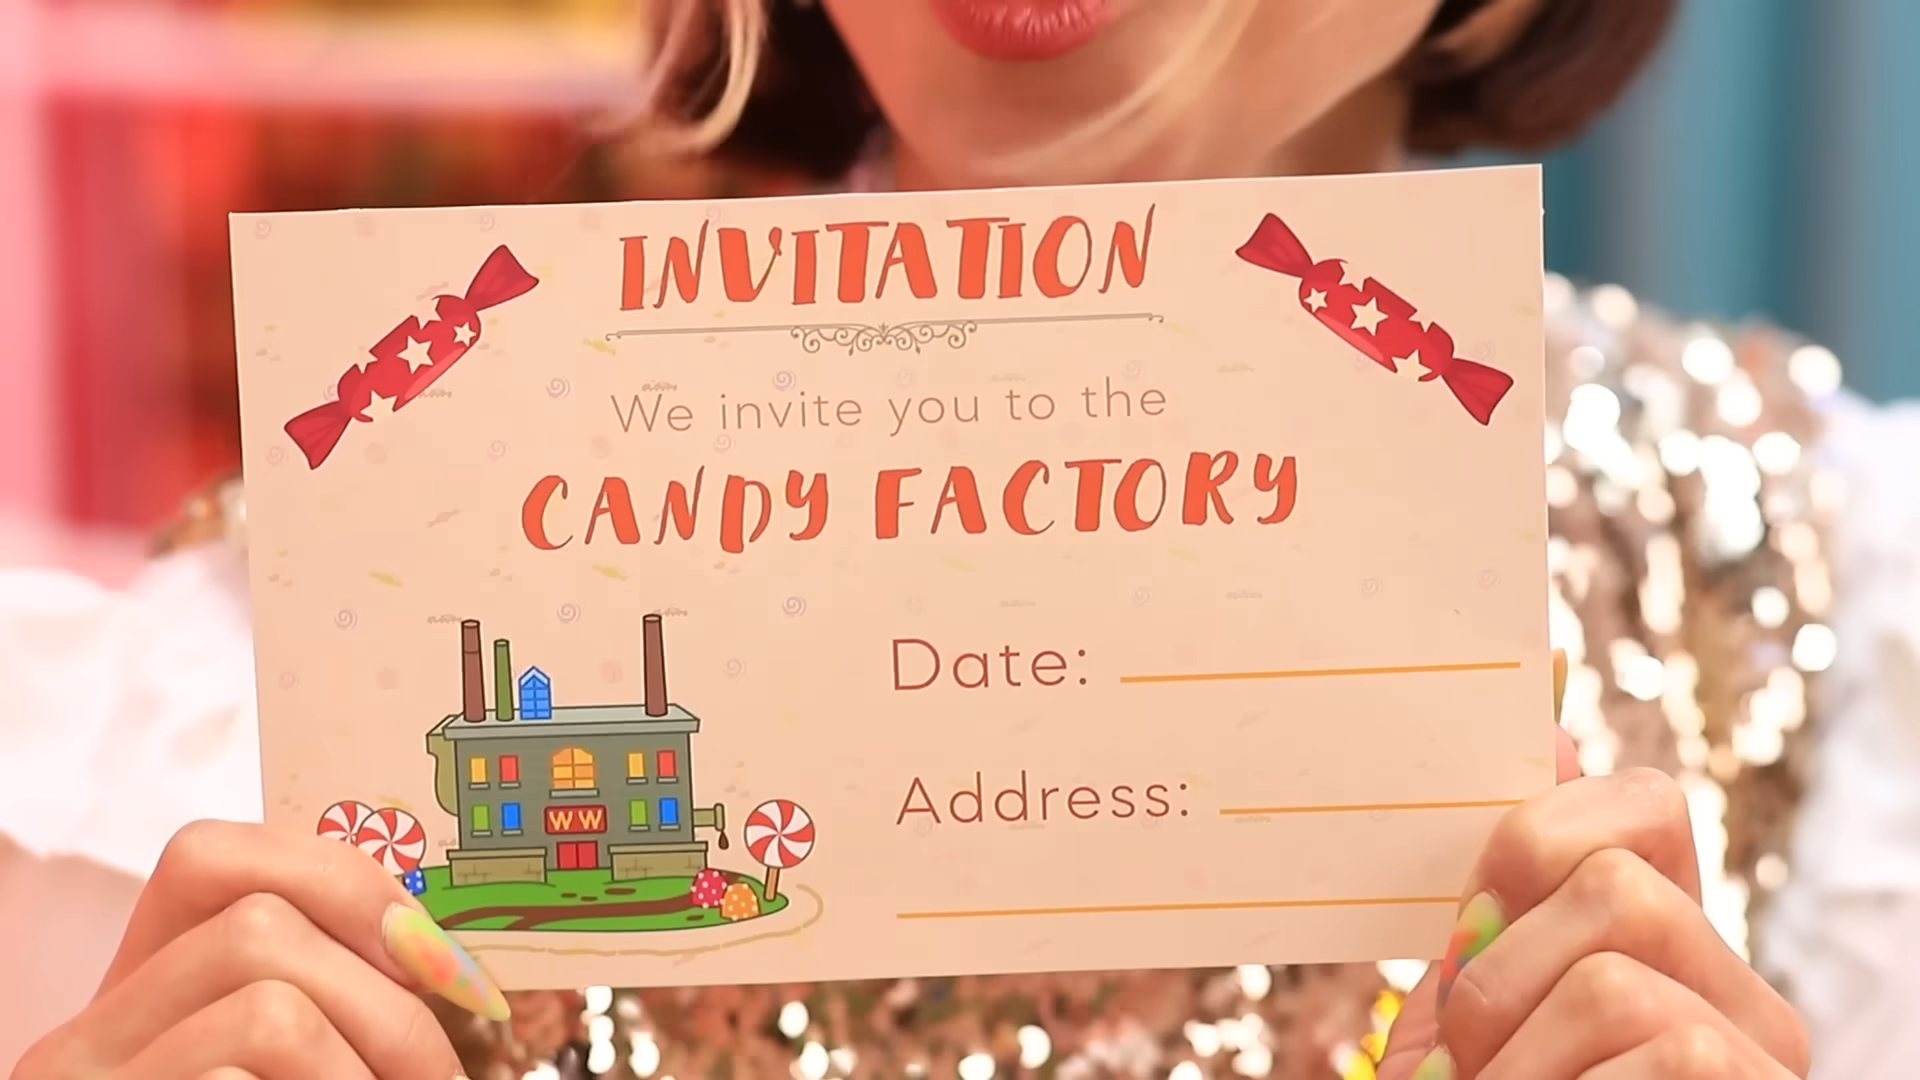 INVITATION
We invite you to the
CANDY FACTORY
Date:
WW
Address: